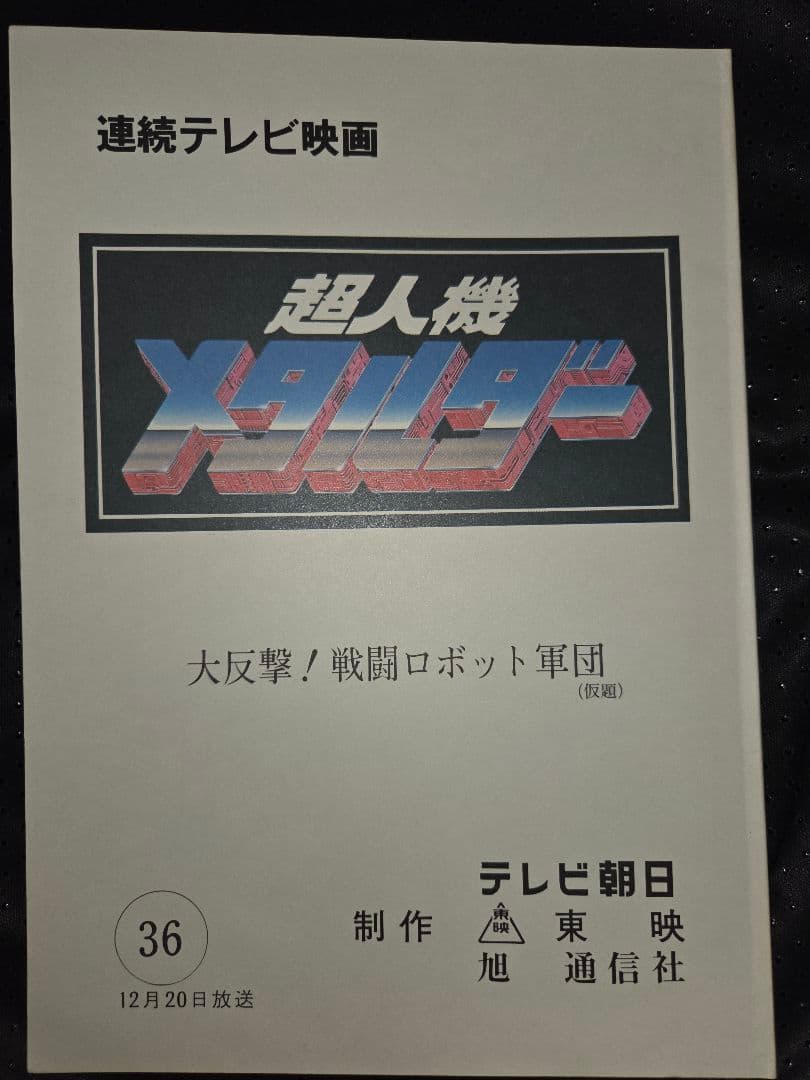 連続テレビ映画
超人機
メタルダー
大反撃!戦闘ロボット軍団
(仮題)
テレビ朝日
制作 東映 東映
旭通信社
36
12月20日放送